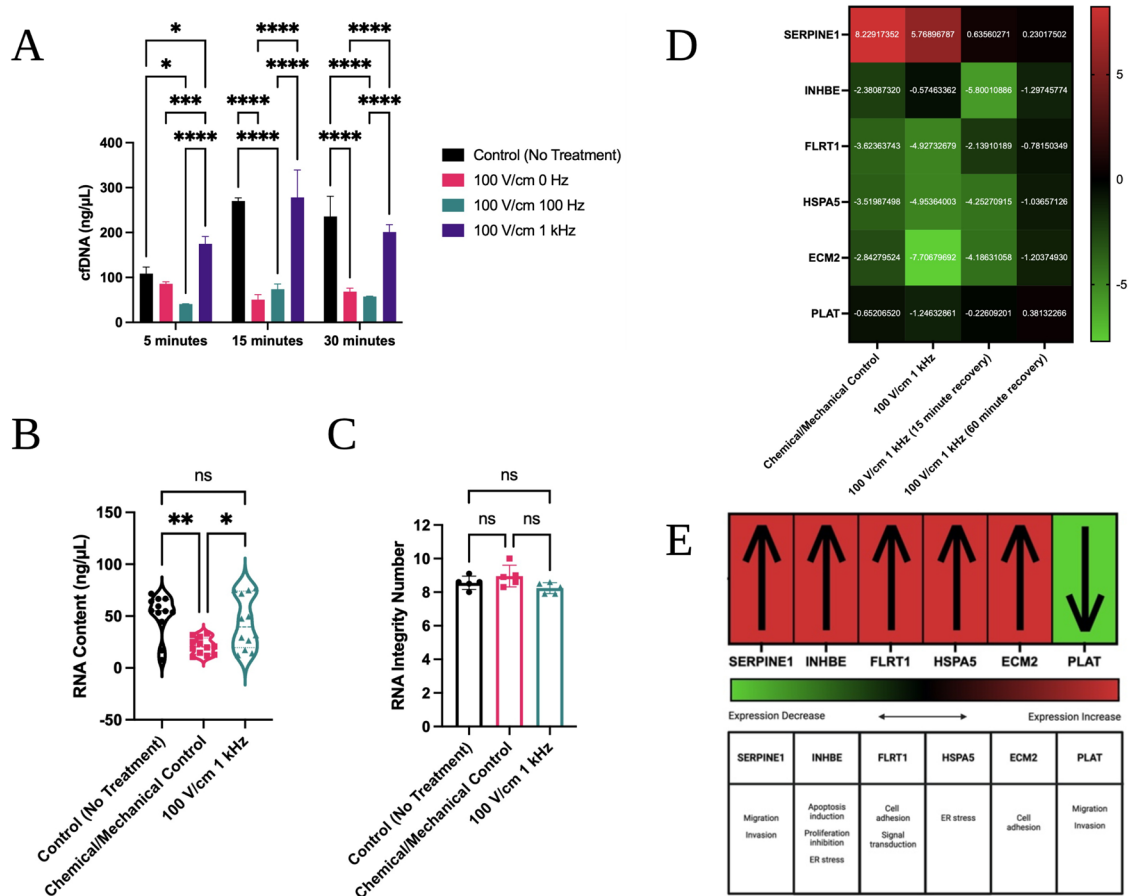 A
* ****
****
* **** ****
*** **** ****
**** **** ****
400
300
200
100
0
cfDNA (ng/µL)
5 minutes 15 minutes 30 minutes
Control (No Treatment)
100 V/cm 0 Hz
100 V/cm 100 Hz
100 V/cm 1 kHz
B
ns
** *
150
100
50
0
-50
RNA Content (ng/µL)
Control (No Treatment)
Chemical/Mechanical Control
100 V/cm 1 kHz
C
ns
ns ns
14
12
10
8
6
4
2
0
RNA Integrity Number
Control (No Treatment)
Chemical/Mechanical Control
100 V/cm 1 kHz
D
SERPINE1 8.22917352 5.76896787 0.63560271 0.23017502
INHBE -2.38087320 -0.57463362 -5.80010886 -1.29745774
FLRT1 -3.62363743 -4.92732679 -2.13910189 -0.78150349
HSPA5 -3.51987498 -4.95364003 -4.25270915 -1.03657126
ECM2 -2.84279524 -7.70679692 -4.18631058 -1.20374930
PLAT -0.65206520 -1.24632861 -0.22609201 0.38132266
5
0
-5
Chemical/Mechanical Control
100 V/cm 1 kHz
100 V/cm 1 kHz (15 minute recovery)
100 V/cm 1 kHz (60 minute recovery)
E
SERPINE1 INHBE FLRT1 HSPA5 ECM2 PLAT
Expression Decrease Expression Increase
SERPINE1 INHBE FLRT1 HSPA5 ECM2 PLAT
Migration
Invasion
Apoptosis
induction
Proliferation
inhibition
ER stress
Cell
adhesion
Signal
transduction
ER stress
Cell
adhesion
Migration
Invasion